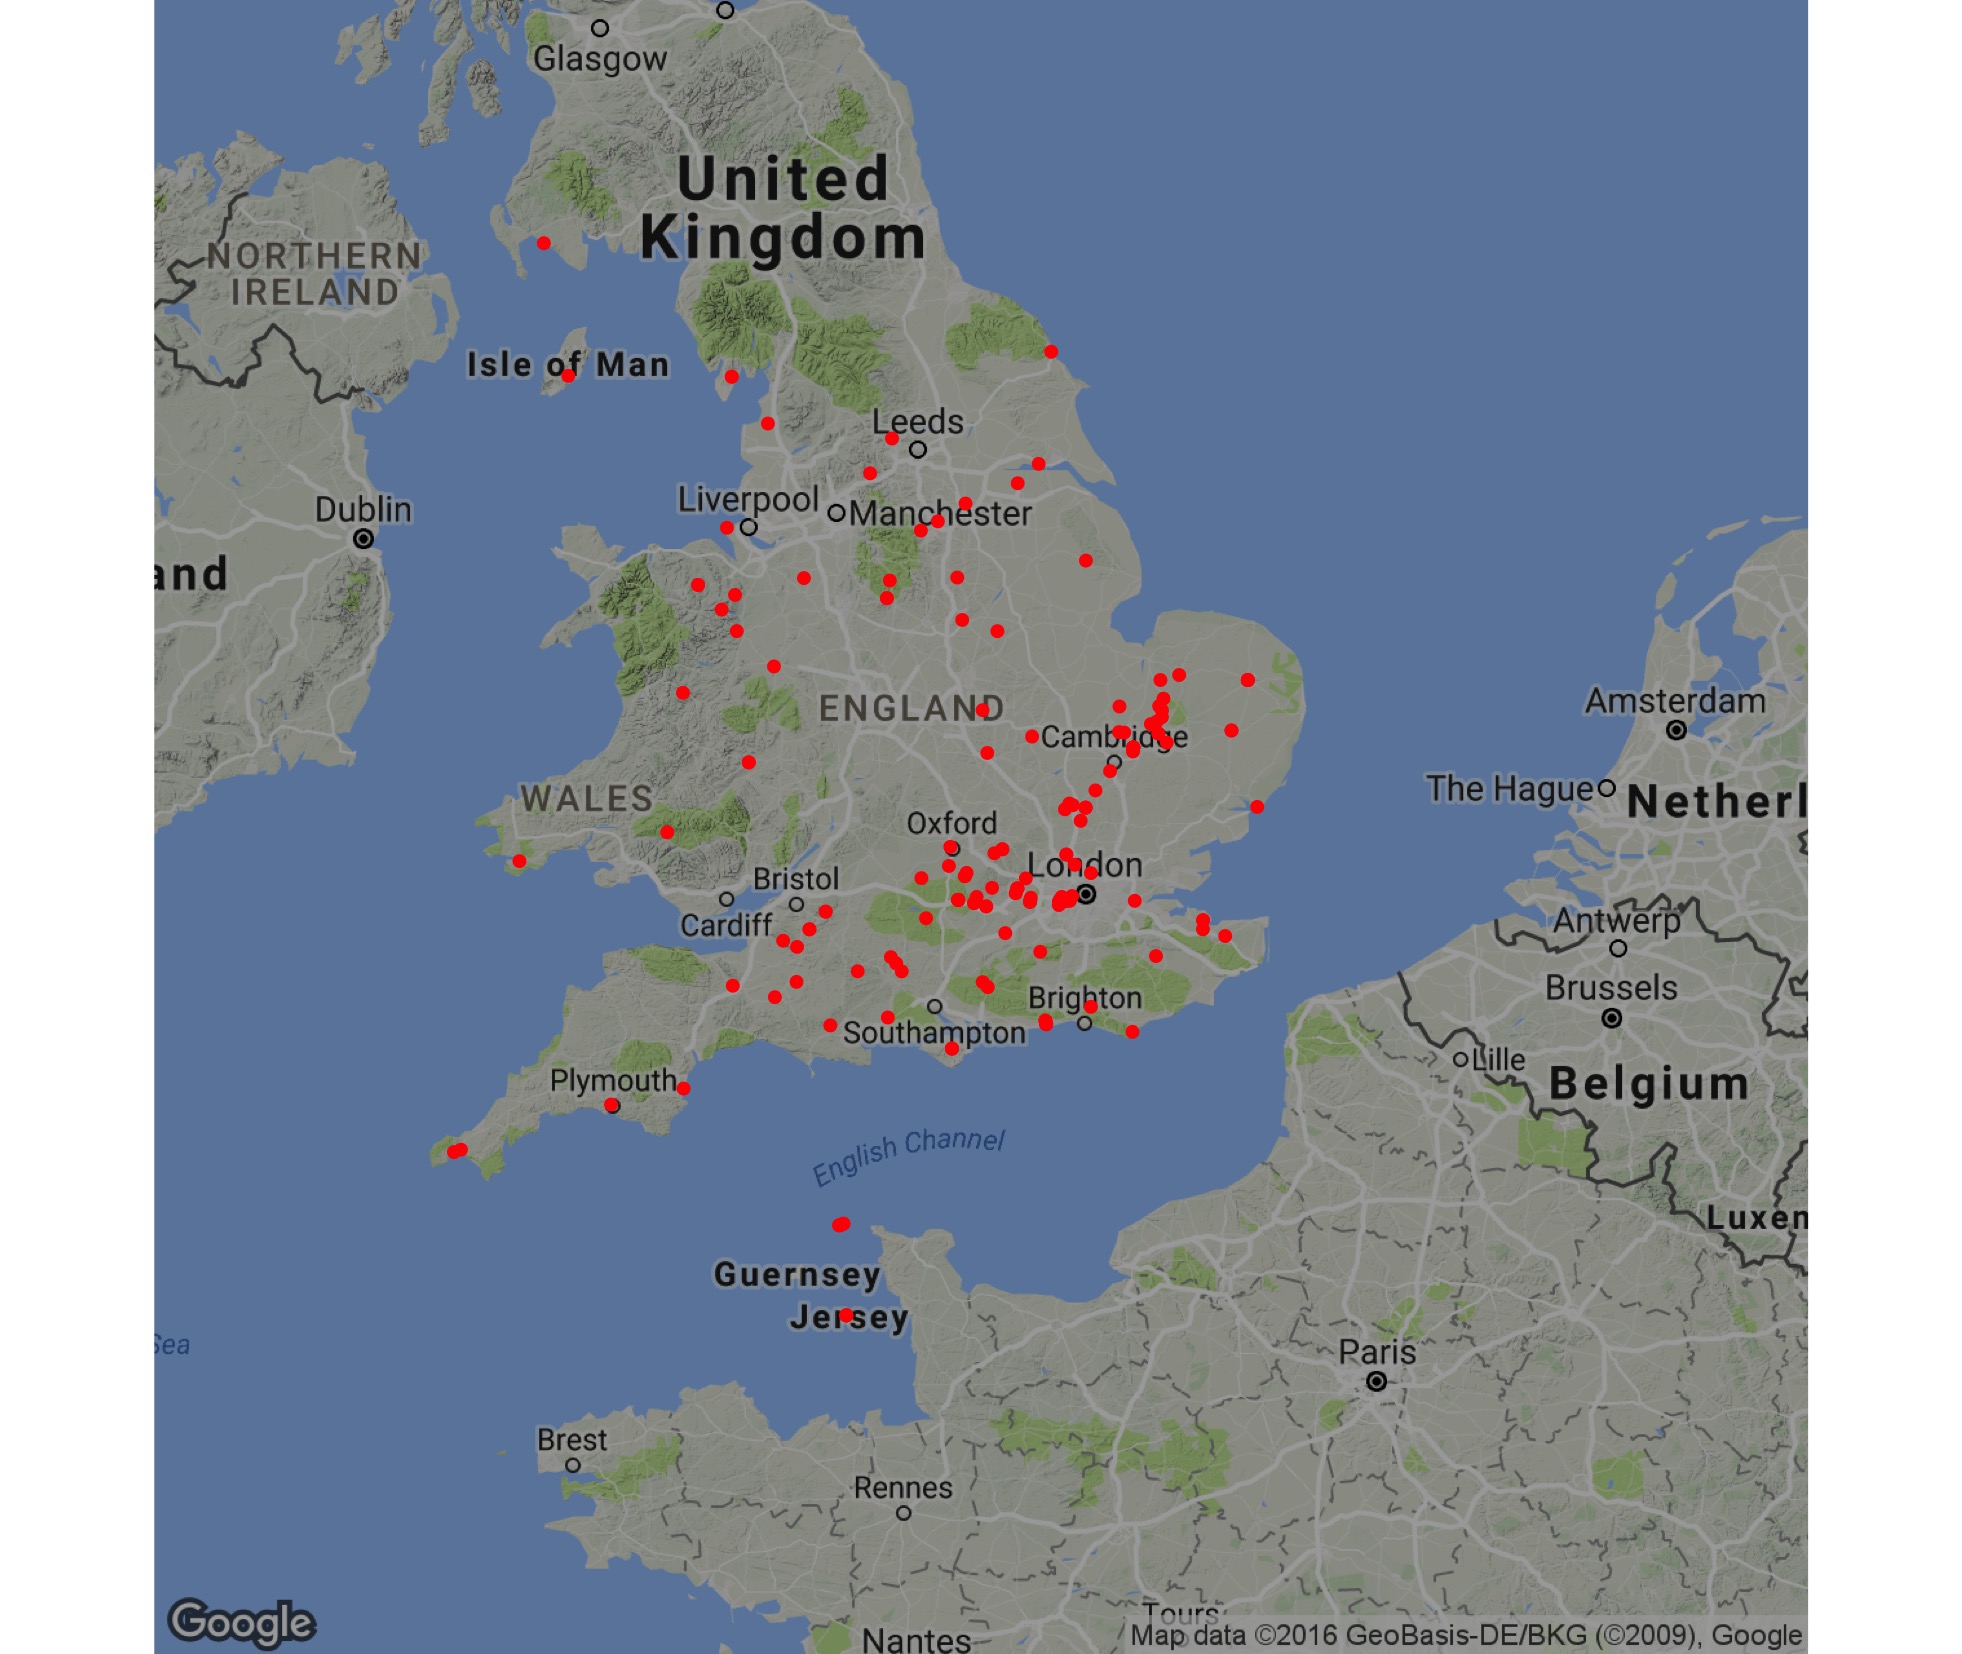 Glasgow
United
Kingdom
NORTHERN
IRELAND
Isle of Man
Leeds
Liverpool
Manchester
Dublin
and
Amsterdam
ENGLAND
Cambridge
The Hague
Netherl
WALES
Oxford
London
Bristol
Cardiff
Antwerp
Brussels
Brighton
Southampton
Lille
Belgium
Plymouth
English Channel
Luxen
Guernsey
Jersey
Sea
Paris
Brest
Rennes
Tours
Nantes
Google
Map data ©2016 GeoBasis-DE/BKG (©2009), Google